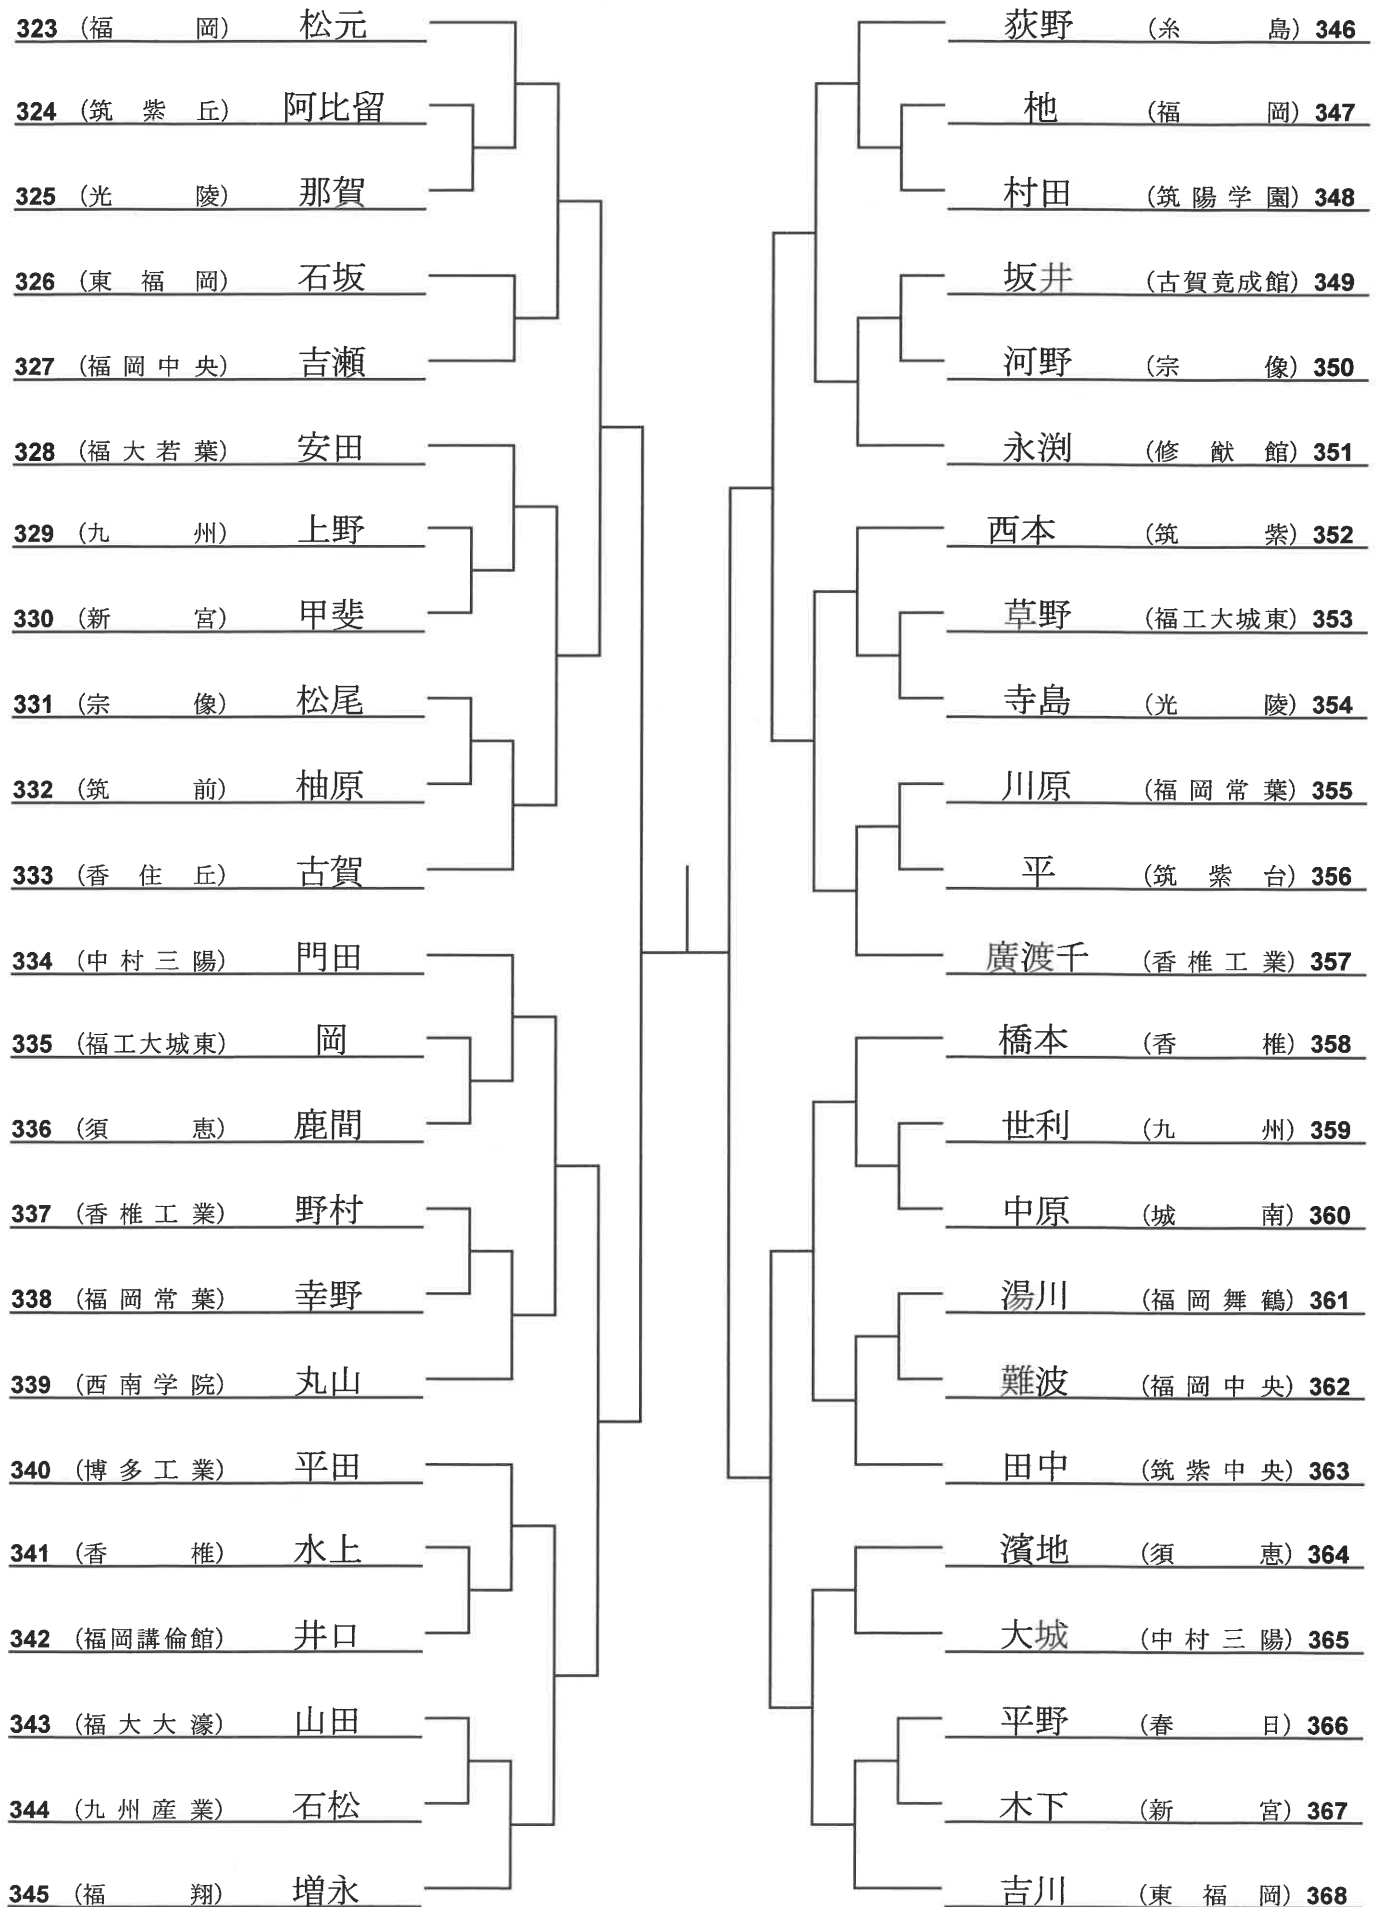 323 (福岡) 松元
324 (筑紫丘) 阿比留
325 (光陵) 那賀
326 (東福岡) 石坂
327 (福岡中央) 吉瀬
328 (福大若葉) 安田
329 (九州) 上野
330 (新宮) 甲斐
331 (宗像) 松尾
332 (筑前) 柚原
333 (香住丘) 古賀
334 (中村三陽) 門田
335 (福工大城東) 岡
336 (須恵) 鹿間
337 (香椎工業) 野村
338 (福岡常葉) 幸野
339 (西南学院) 丸山
340 (博多工業) 平田
341 (香椎) 水上
342 (福岡講倫館) 井口
343 (福大大濠) 山田
344 (九州産業) 石松
345 (福翔) 増永
荻野 (糸島) 346
杝 (福岡) 347
村田 (筑陽学園) 348
坂井 (古賀竟成館) 349
河野 (宗像) 350
永渕 (修猷館) 351
西本 (筑紫) 352
草野 (福工大城東) 353
寺島 (光陵) 354
川原 (福岡常葉) 355
平 (筑紫台) 356
廣渡千 (香椎工業) 357
橋本 (香椎) 358
世利 (九州) 359
中原 (城南) 360
湯川 (福岡舞鶴) 361
難波 (福岡中央) 362
田中 (筑紫中央) 363
濱地 (須恵) 364
大城 (中村三陽) 365
平野 (春日) 366
木下 (新宮) 367
吉川 (東福岡) 368